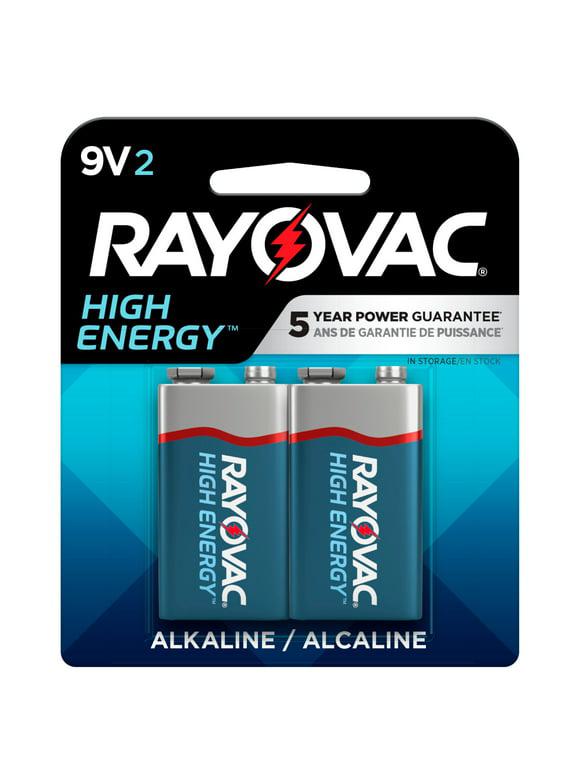 9V 2
RAYOVAC®
HIGH
ENERGY™
5 YEAR POWER GUARANTEE*
ANS DE GARANTIE DE PUISSANCE*
IN STORAGE/EN STOCK
RAYOVAC®
HIGH ENERGY™
RAYOVAC®
HIGH ENERGY™
ALKALINE / ALCALINE